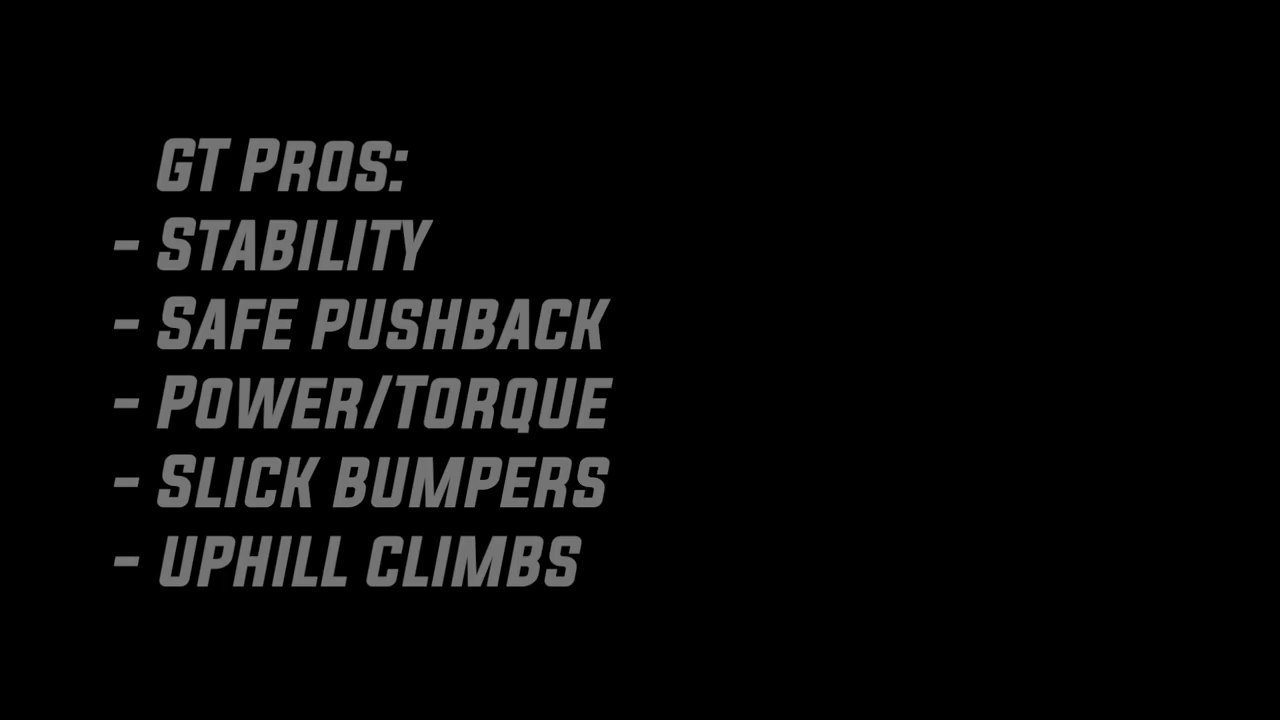 GT Pros:
- Stability
- Safe pushback
- Power/Torque
- Slick bumpers
- uphill climbs